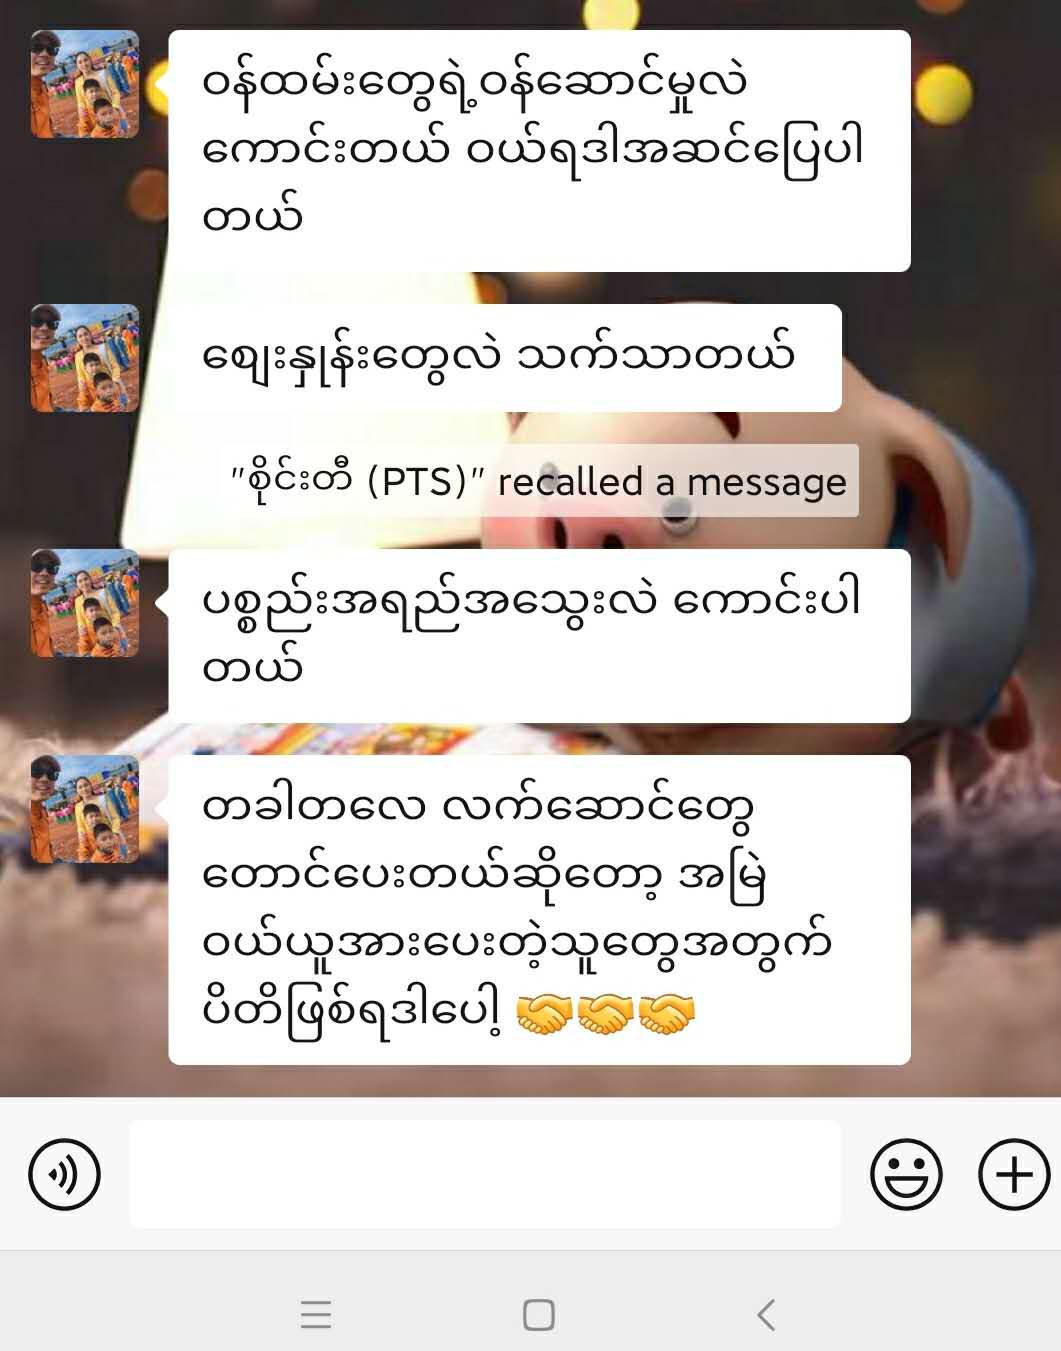 ဝန်ထမ်းတွေရဲ့ဝန်ဆောင်မှုလဲ
ကောင်းတယ် ဝယ်ရဒါအဆင်ပြေပါ
တယ်
စျေးနှုန်းတွေလဲ သက်သာတယ်
"စိုင်းတီ (PTS)" recalled a message
ပစ္စည်းအရည်အသွေးလဲ ကောင်းပါ
တယ်
တခါတလေ လက်ဆောင်တွေ
တောင်ပေးတယ်ဆိုတော့ အမြဲ
ဝယ်ယူအားပေးတဲ့သူတွေအတွက်
ပိတိဖြစ်ရဒါပေါ့ 🤝🤝🤝